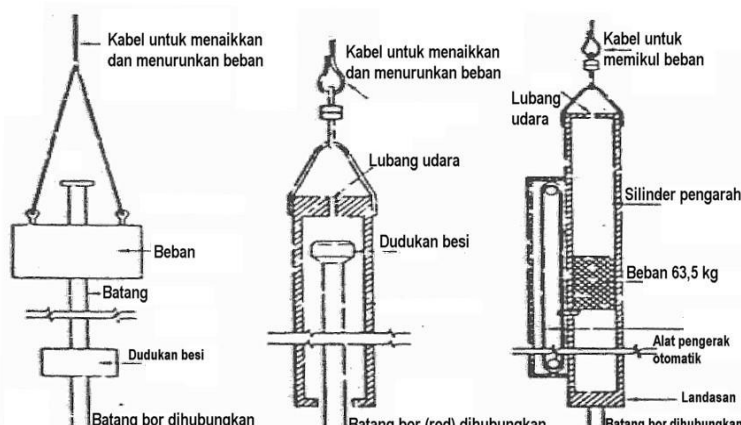 Kabel untuk menaikkan
dan menurunkan beban
Beban
Batang
Dudukan besi
Batang bor dihubungkan
Kabel untuk menaikkan
dan menurunkan beban
Lubang udara
Dudukan besi
Batang bor (rod) dihubungkan
Kabel untuk
memikul beban
Lubang
udara
Silinder pengarah
Beban 63,5 kg
Alat pengerak
otomatik
Landasan
Batang bor dihubungkan